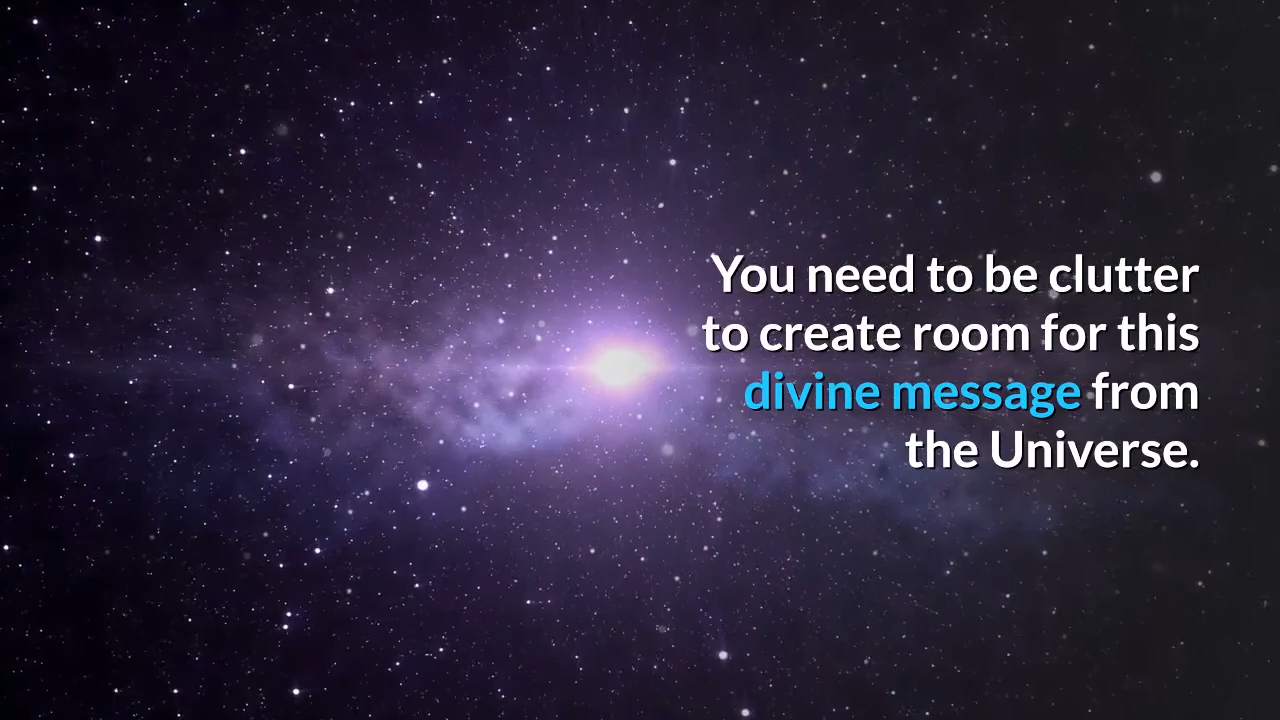 You need to be clutter
to create room for this
divine message from
the Universe.